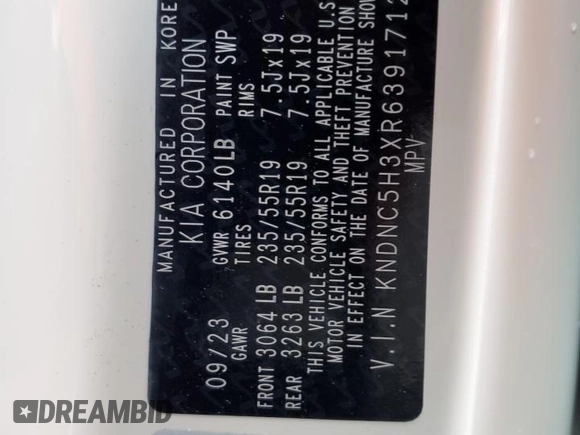 MANUFACTURED IN KORE
KIA CORPORATION
09/23 GVWR 6140LB PAINT SWP
GAWR TIRES RIMS
FRONT 3064 LB 235/55R19 7.5Jx19
REAR 3263 LB 235/55R19 7.5Jx19
THIS VEHICLE CONFORMS TO ALL APPLICABLE U.S
MOTOR VEHICLE SAFETY AND THEFT PREVENTION
IN EFFECT ON THE DATE OF MANUFACTURE SHOW
V.I.N KNDNC5H3XR6391712
MPV
DREAMBID